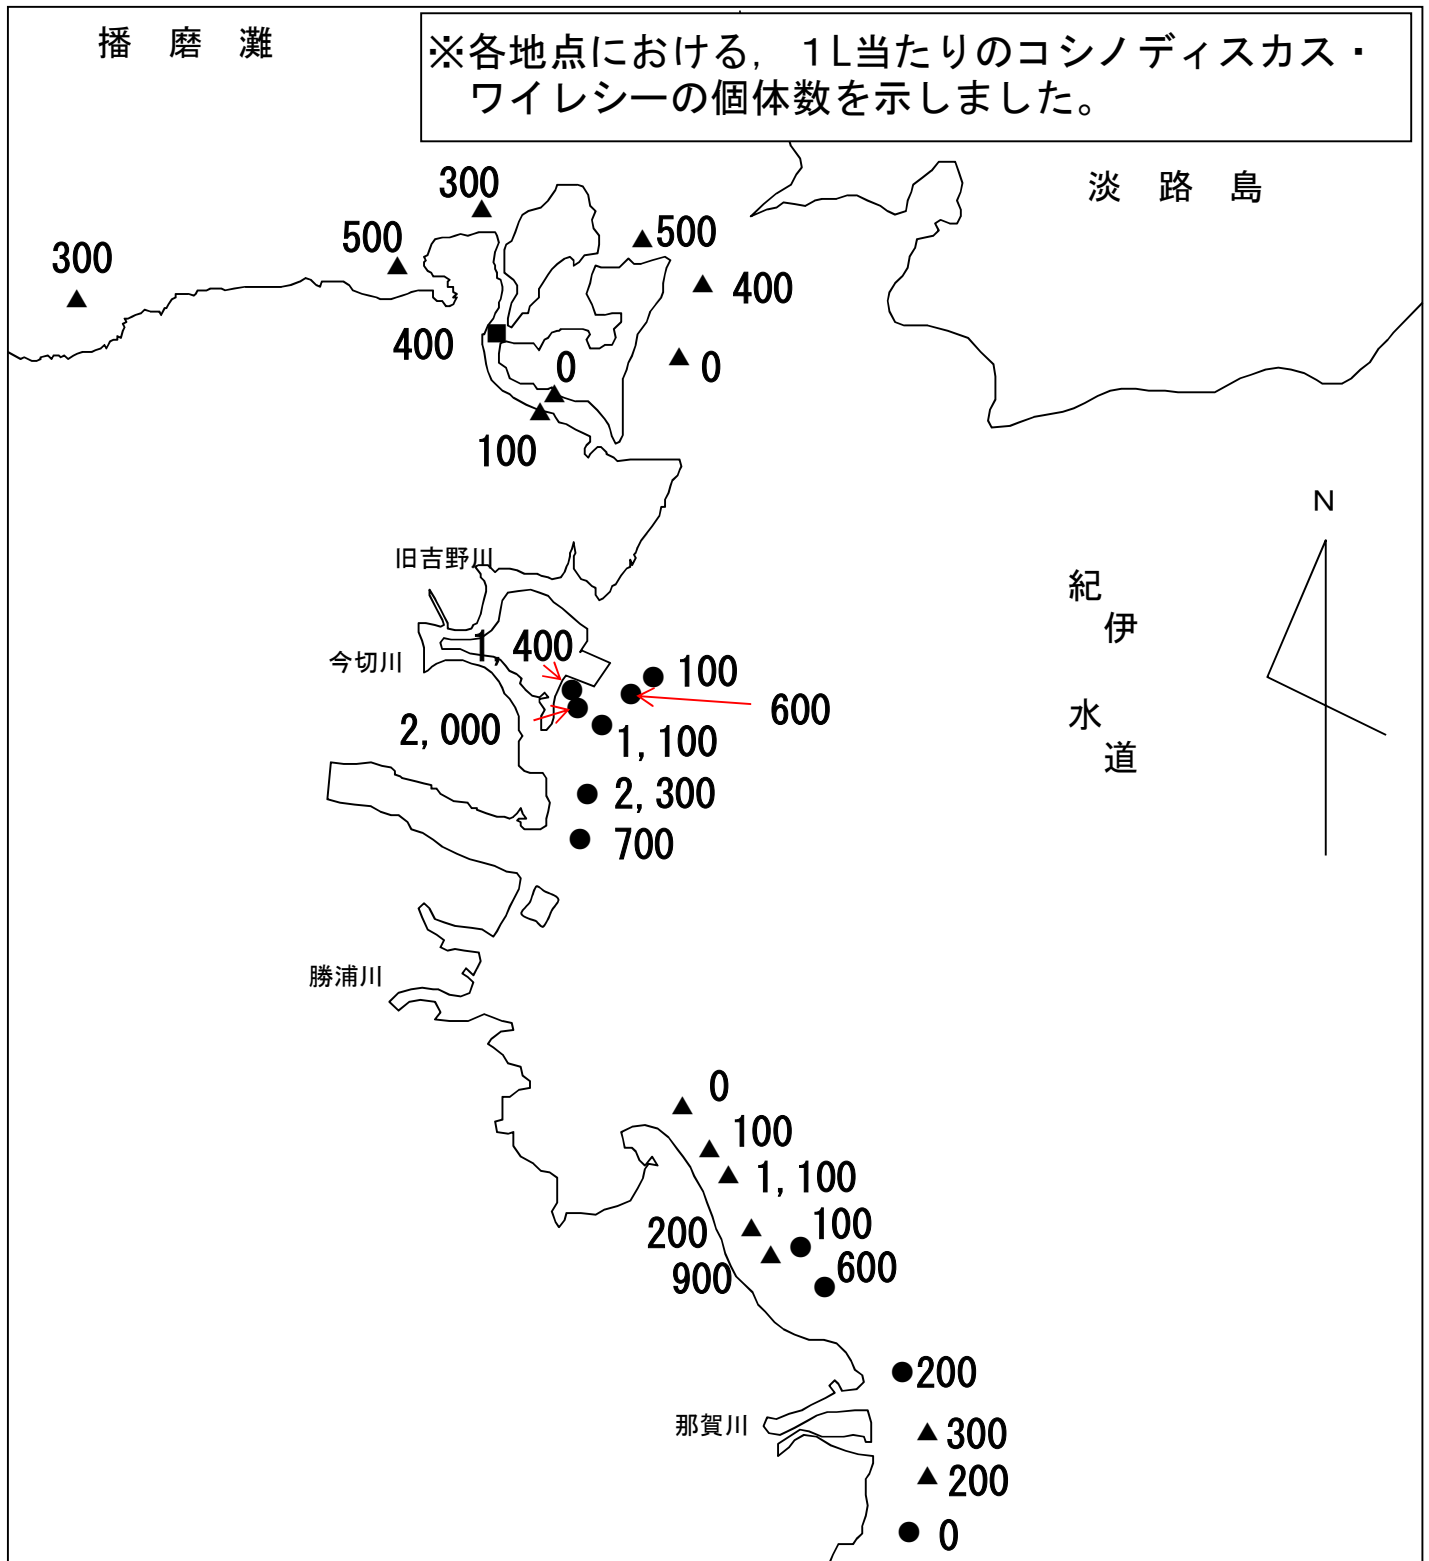 播 磨 灘
※各地点における, 1L当たりのコシノディスカス・
ワイレシーの個体数を示しました。
淡 路 島
300
500
300
500
400
400
0
0
100
N
旧吉野川
紀
伊
水
道
今切川
1,400
100
600
2,000
1,100
2,300
700
勝浦川
0
100
1,100
200
100
900
600
200
那賀川
300
200
0